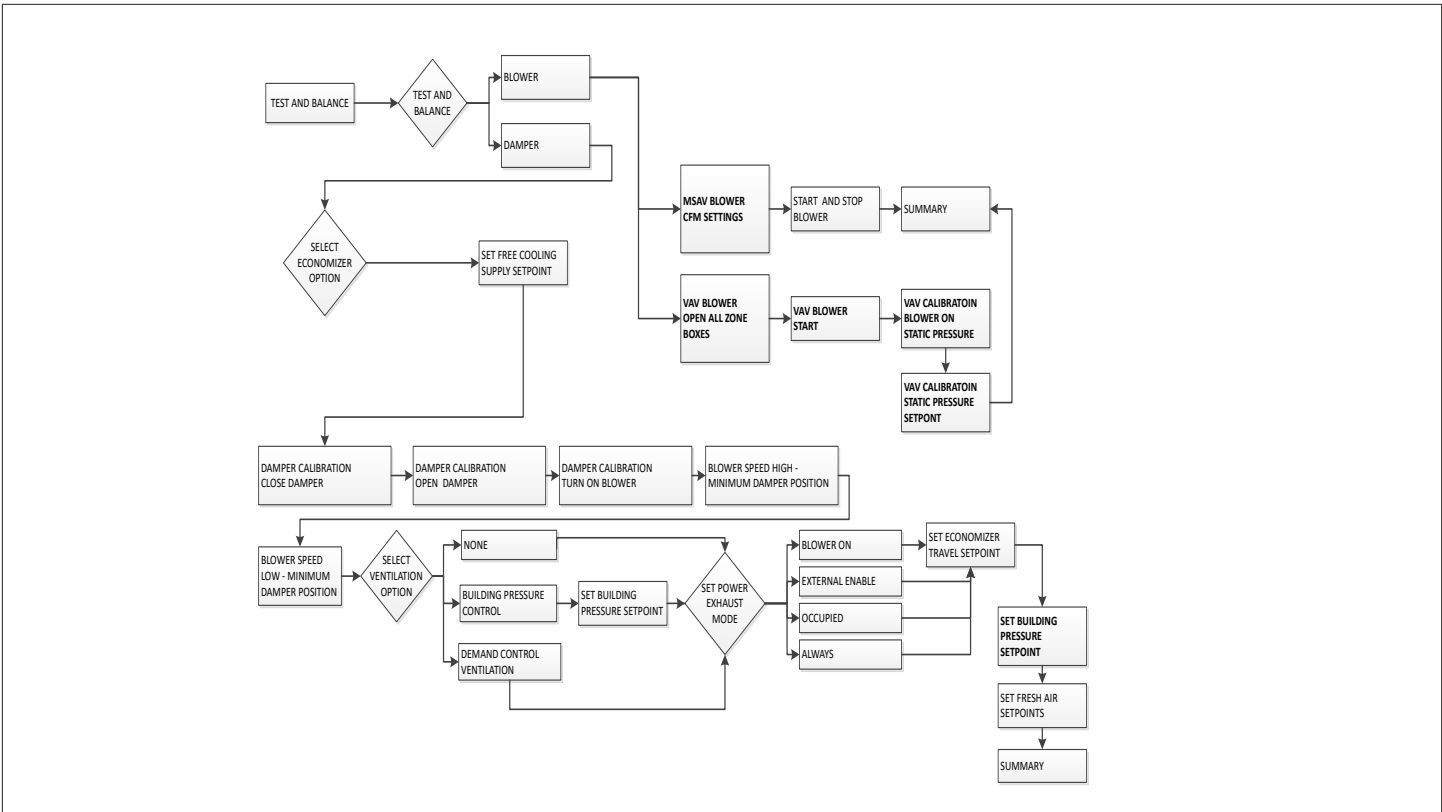 TEST AND BALANCE
TEST AND
BALANCE
BLOWER
DAMPER
MSAV BLOWER
CFM SETTINGS
START AND STOP
BLOWER
SUMMARY
SELECT
ECONOMIZER
OPTION
SET FREE COOLING
SUPPLY SETPOINT
VAV BLOWER
OPEN ALL ZONE
BOXES
VAV BLOWER
START
VAV CALIBRATOIN
BLOWER ON
STATIC PRESSURE
VAV CALIBRATOIN
STATIC PRESSURE
SETPONT
DAMPER CALIBRATION
CLOSE DAMPER
DAMPER CALIBRATION
OPEN DAMPER
DAMPER CALIBRATION
TURN ON BLOWER
BLOWER SPEED HIGH -
MINIMUM DAMPER POSITION
BLOWER SPEED
LOW - MINIMUM
DAMPER POSITION
SELECT
VENTILATION
OPTION
NONE
BUILDING PRESSURE
CONTROL
SET BUILDING
PRESSURE SETPOINT
DEMAND CONTROL
VENTILATION
SET POWER
EXHAUST
MODE
BLOWER ON
EXTERNAL ENABLE
OCCUPIED
ALWAYS
SET ECONOMIZER
TRAVEL SETPOINT
SET BUILDING
PRESSURE
SETPOINT
SET FRESH AIR
SETPOINTS
SUMMARY